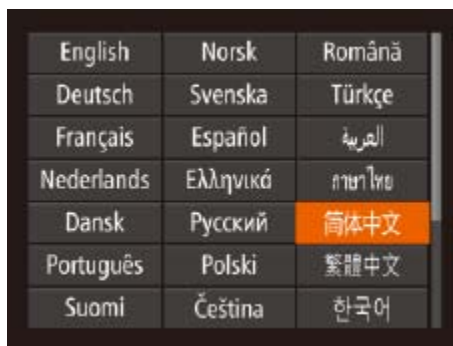 English Norsk Română
Deutsch Svenska Türkçe
Français Español العربية
Nederlands Ελληνικά ภาษาไทย
Dansk Русский 简体中文
Português Polski 繁體中文
Suomi Čeština 한국어